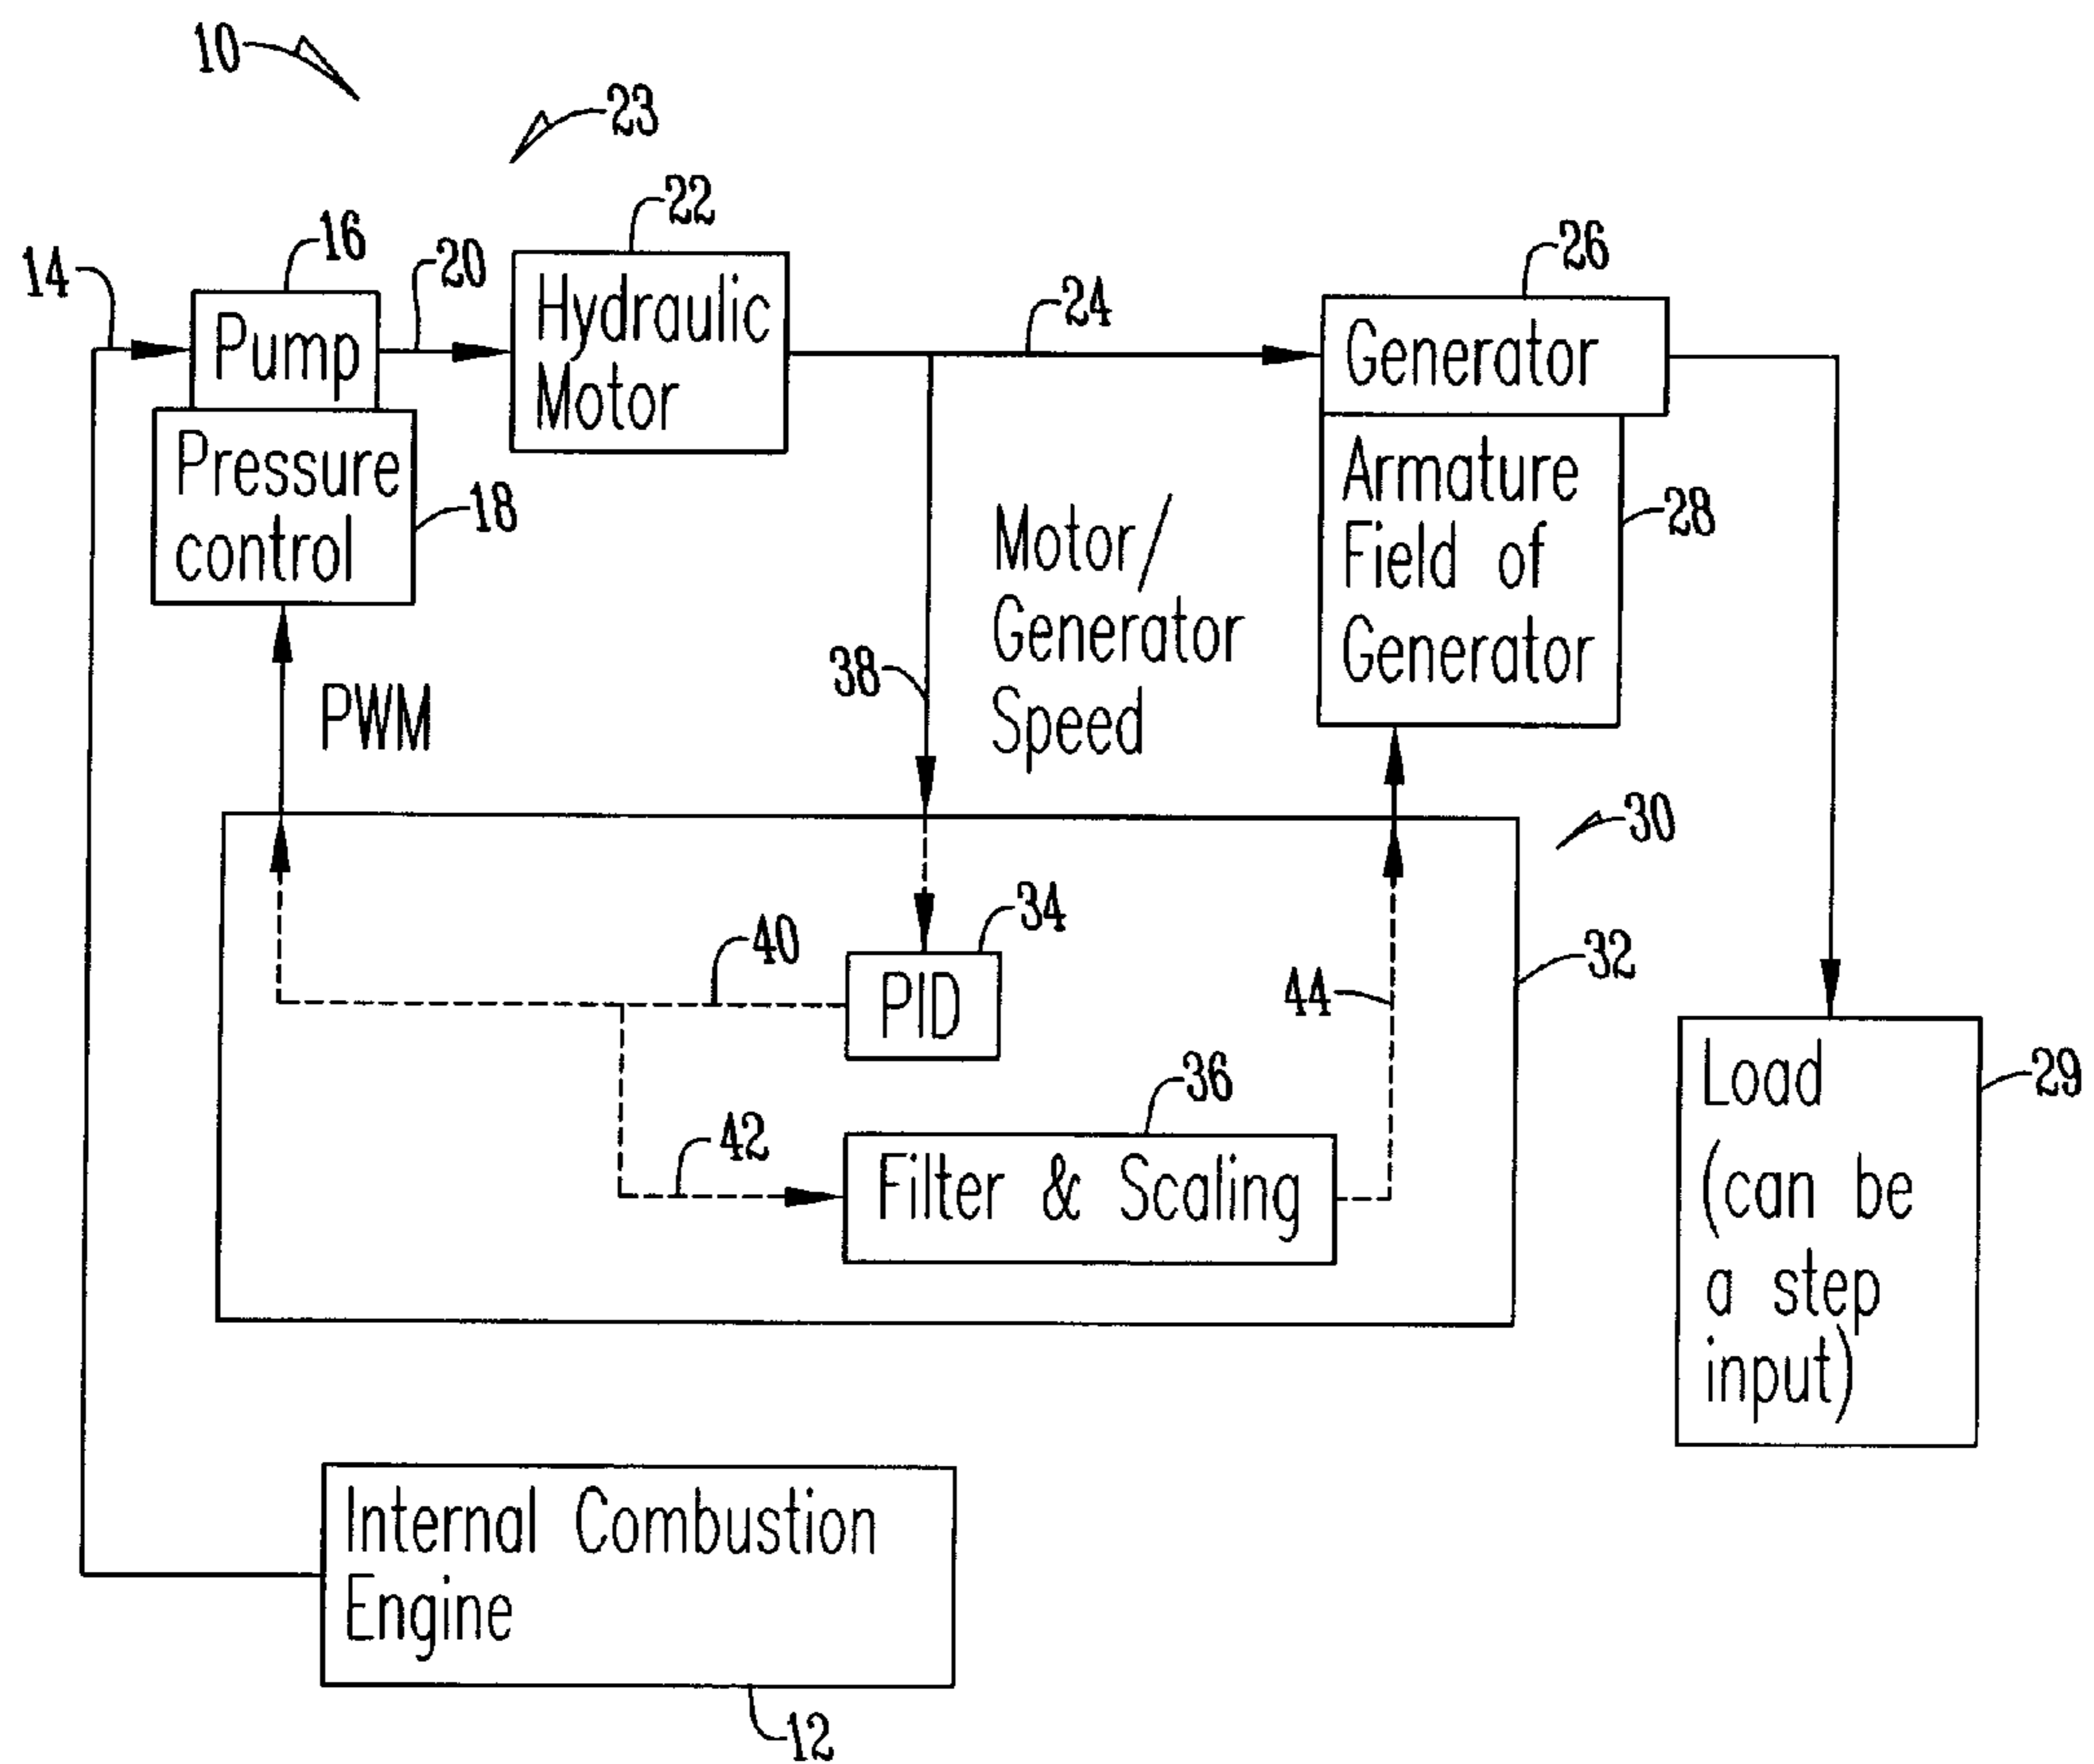 10
23
22
16
14
20
26
24
Pump
Hydraulic
Motor
Generator
Pressure
control
18
Armature
Field of
Generator
28
Motor/
Generator
Speed
38
PWM
30
34
40
32
PID
44
36
42
Filter & Scaling
29
Load
(can be
a step
input)
Internal Combustion
Engine
12